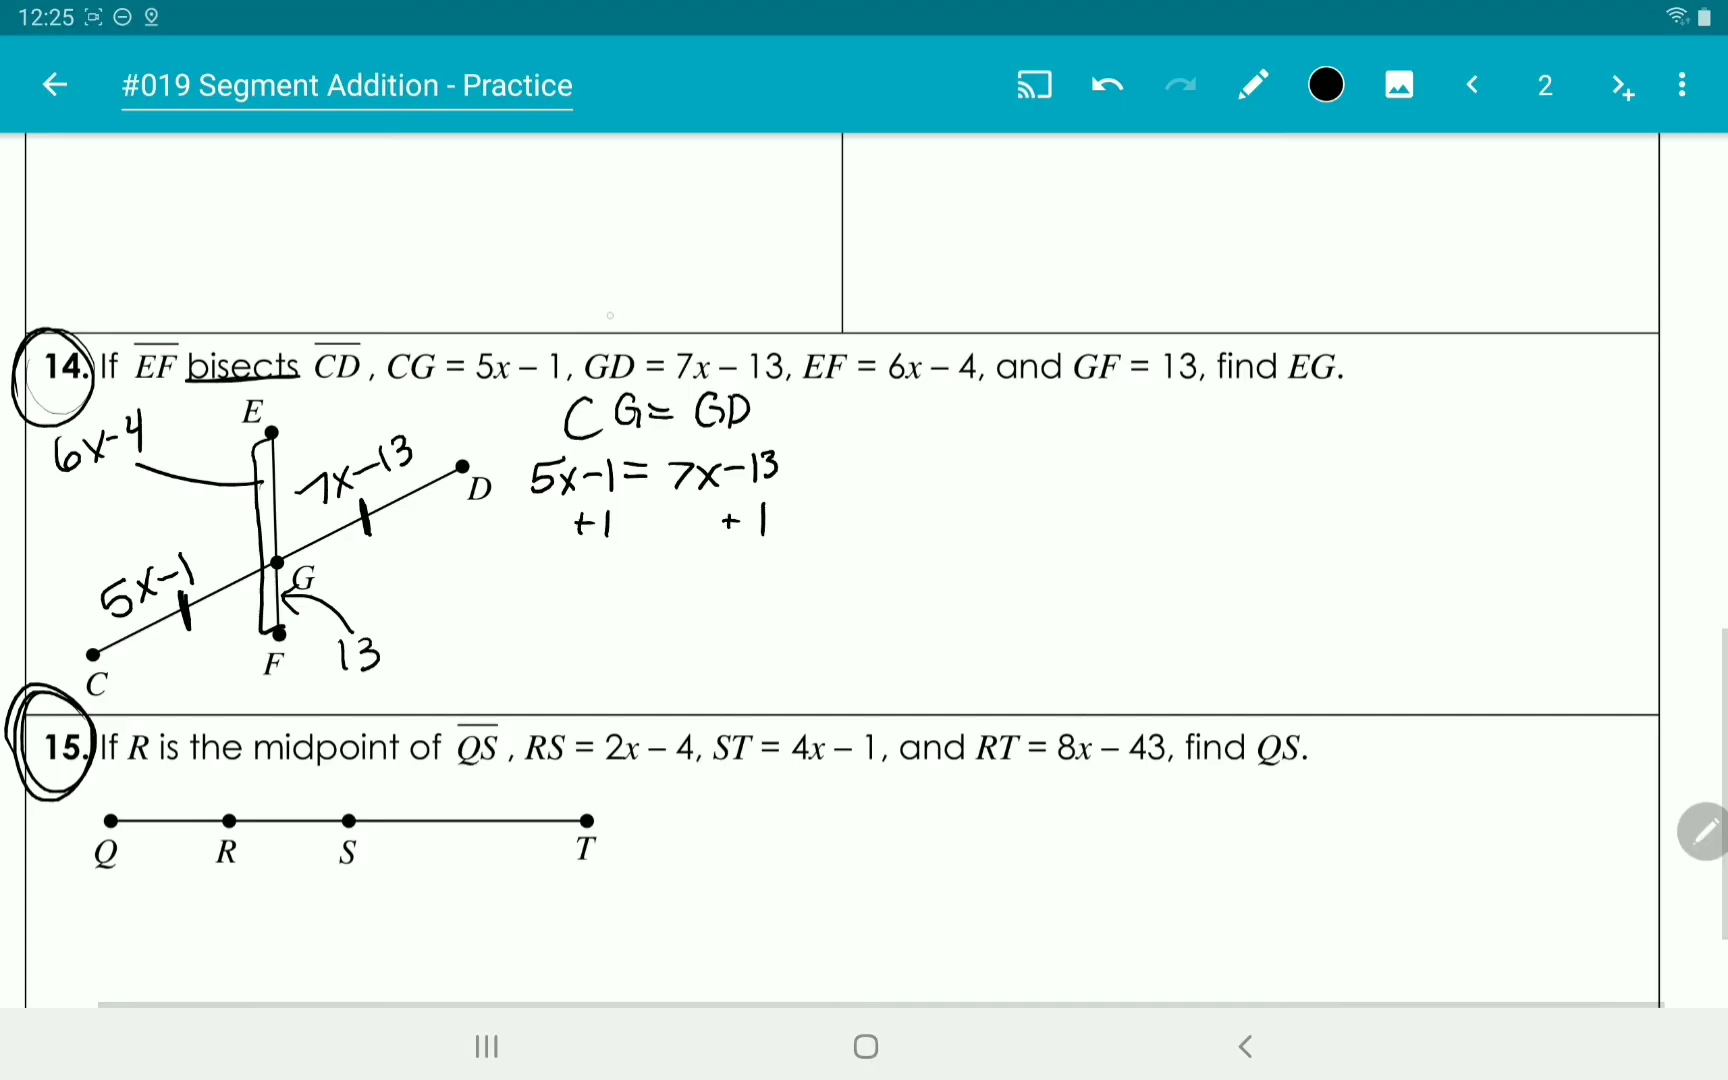 12:25
#019 Segment Addition - Practice
2
14. If EF bisects CD, CG = 5x – 1, GD = 7x – 13, EF = 6x – 4, and GF = 13, find EG.
E
CG = GD
6x-4
7x-13
D
5x-1 = 7x-13
+1 +1
5x-1
G
F
13
C
15. If R is the midpoint of QS, RS = 2x – 4, ST = 4x – 1, and RT = 8x – 43, find QS.
Q R S T